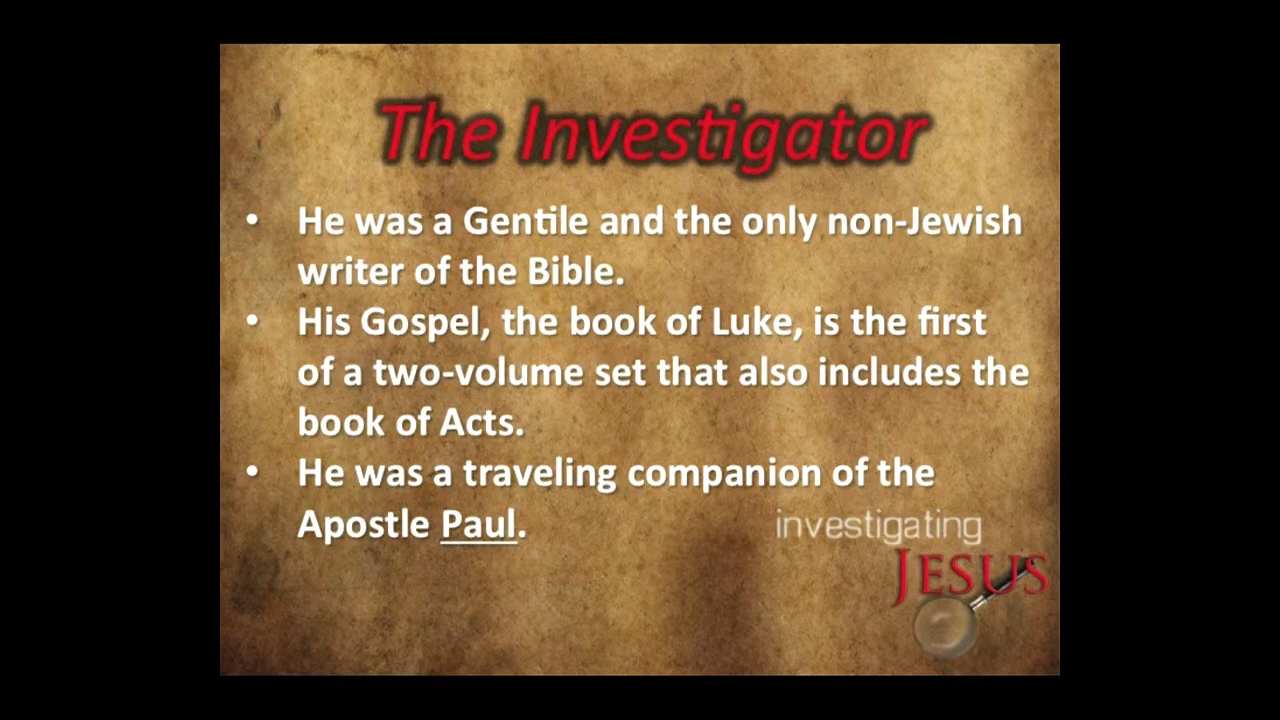 The Investigator
• He was a Gentile and the only non-Jewish
writer of the Bible.
• His Gospel, the book of Luke, is the first
of a two-volume set that also includes the
book of Acts.
• He was a traveling companion of the
Apostle Paul.
investigating
JESUS